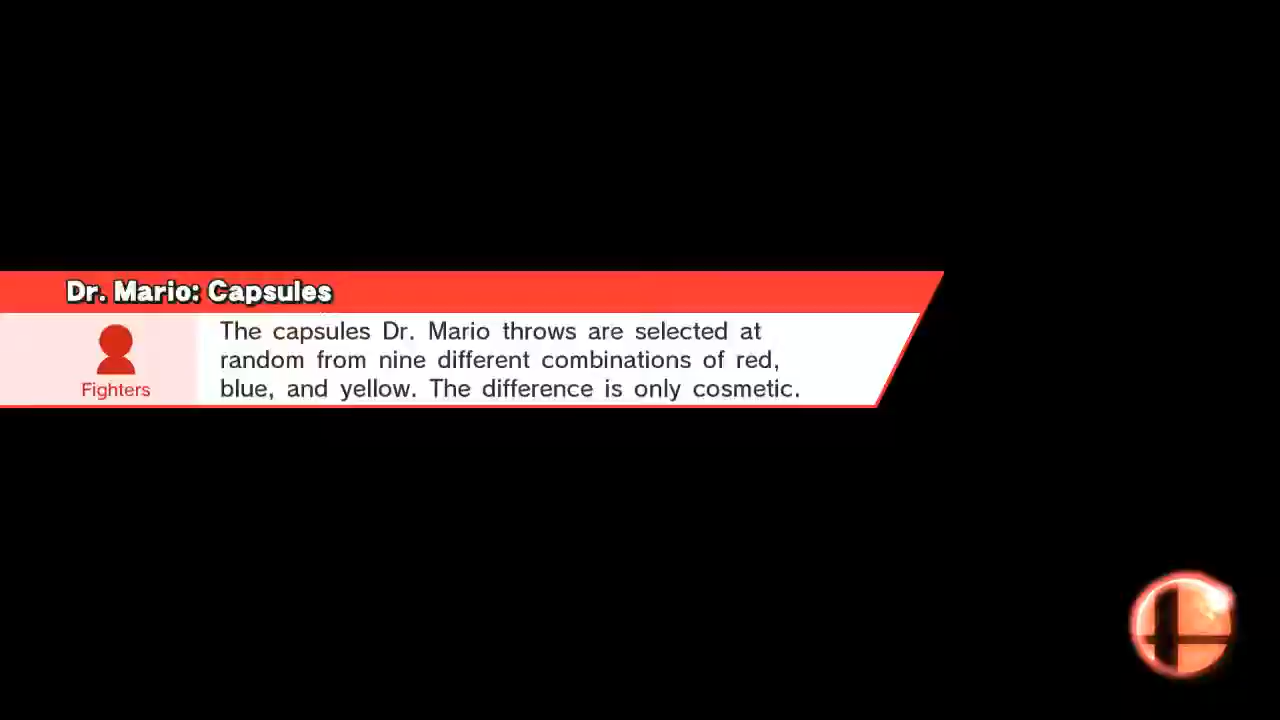 Dr. Mario: Capsules
The capsules Dr. Mario throws are selected at
random from nine different combinations of red,
blue, and yellow. The difference is only cosmetic.
Fighters